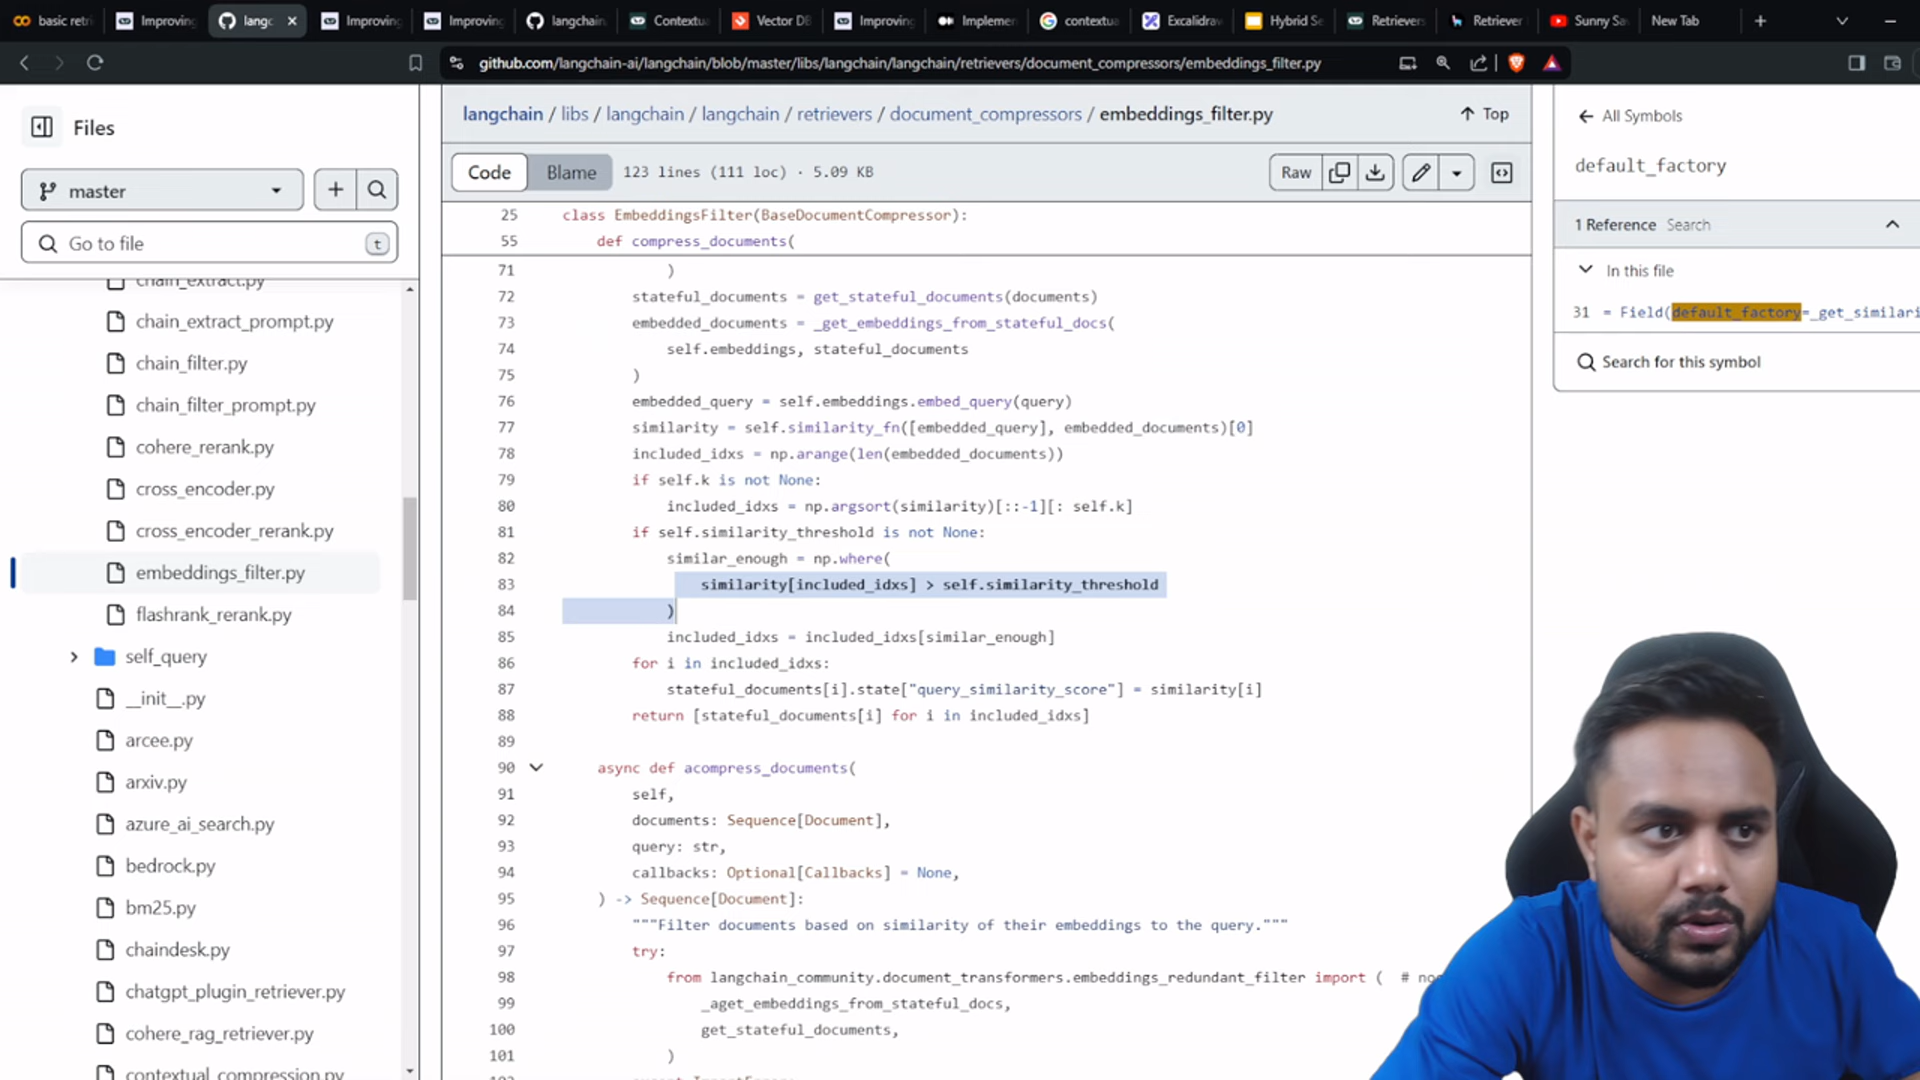 basic retri
Improving
lang
Improving
Improving
langchain
Contextu
Vector DB
Improving
Implemen
contextua
Excalidraw
Hybrid Se
Retrievers
Retriever
Sunny Sa
New Tab
github.com/langchain-ai/langchain/blob/master/libs/langchain/langchain/retrievers/document_compressors/embeddings_filter.py
Files
master
Go to file
t
chain_extract.py
chain_extract_prompt.py
chain_filter.py
chain_filter_prompt.py
cohere_rerank.py
cross_encoder.py
cross_encoder_rerank.py
embeddings_filter.py
flashrank_rerank.py
self_query
__init__.py
arcee.py
arxiv.py
azure_ai_search.py
bedrock.py
bm25.py
chaindesk.py
chatgpt_plugin_retriever.py
cohere_rag_retriever.py
contextual_compression.py
langchain / libs / langchain / langchain / retrievers / document_compressors / embeddings_filter.py
Top
Code Blame 123 lines (111 loc) · 5.09 KB
Raw
25 class EmbeddingsFilter(BaseDocumentCompressor):
55 def compress_documents(
71 )
72 stateful_documents = get_stateful_documents(documents)
73 embedded_documents = _get_embeddings_from_stateful_docs(
74 self.embeddings, stateful_documents
75 )
76 embedded_query = self.embeddings.embed_query(query)
77 similarity = self.similarity_fn([embedded_query], embedded_documents)[0]
78 included_idxs = np.arange(len(embedded_documents))
79 if self.k is not None:
80 included_idxs = np.argsort(similarity)[::-1][: self.k]
81 if self.similarity_threshold is not None:
82 similar_enough = np.where(
83 similarity[included_idxs] > self.similarity_threshold
84 )
85 included_idxs = included_idxs[similar_enough]
86 for i in included_idxs:
87 stateful_documents[i].state["query_similarity_score"] = similarity[i]
88 return [stateful_documents[i] for i in included_idxs]
89
90 async def acompress_documents(
91 self,
92 documents: Sequence[Document],
93 query: str,
94 callbacks: Optional[Callbacks] = None,
95 ) -> Sequence[Document]:
96 """Filter documents based on similarity of their embeddings to the query."""
97 try:
98 from langchain_community.document_transformers.embeddings_redundant_filter import ( # no
99 _aget_embeddings_from_stateful_docs,
100 get_stateful_documents,
101 )
All Symbols
default_factory
1 Reference Search
In this file
31 = Field(default_factory=_get_similari
Search for this symbol